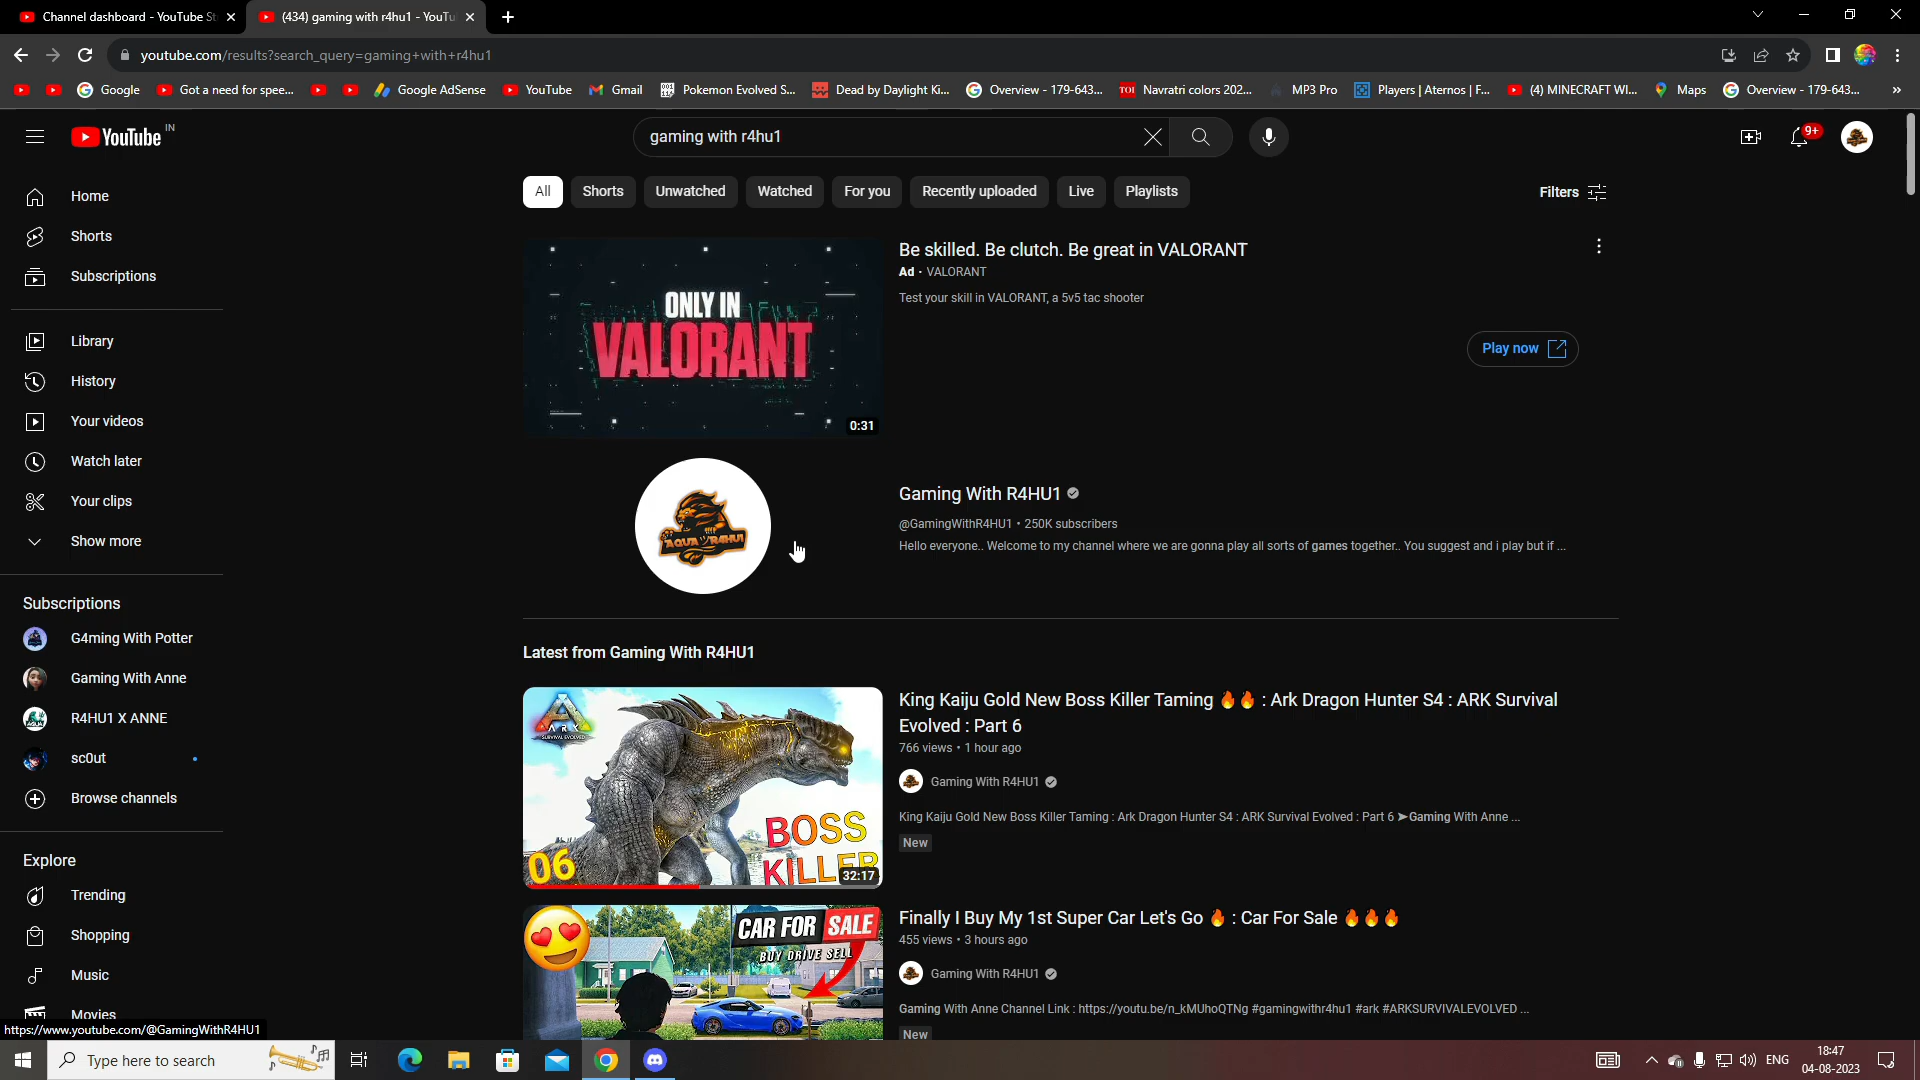 Channel dashboard - YouTube St
(434) gaming with r4hu1 - YouTu
youtube.com/results?search_query=gaming+with+r4hu1
Google
Got a need for spee...
Google AdSense
YouTube
Gmail
Pokemon Evolved S...
Dead by Daylight Ki...
Overview - 179-643...
TOI
Navratri colors 202...
MP3 Pro
Players | Aternos | F...
(4) MINECRAFT WI...
Maps
Overview - 179-643...
»
YouTube IN
gaming with r4hu1
9+
All
Shorts
Unwatched
Watched
For you
Recently uploaded
Live
Playlists
Filters
Home
Shorts
Subscriptions
Library
History
Your videos
Watch later
Your clips
Show more
Subscriptions
G4ming With Potter
Gaming With Anne
R4HU1 X ANNE
sc0ut
Browse channels
Explore
Trending
Shopping
Music
Movies
https://www.youtube.com/@GamingWithR4HU1
ONLY IN
VALORANT
0:31
Be skilled. Be clutch. Be great in VALORANT
Ad · VALORANT
Test your skill in VALORANT, a 5v5 tac shooter
Play now
AQUA R4HU1
Gaming With R4HU1
@GamingWithR4HU1 • 250K subscribers
Hello everyone.. Welcome to my channel where we are gonna play all sorts of games together.. You suggest and i play but if ...
Latest from Gaming With R4HU1
ARK
SURVIVAL EVOLVED
BOSS
KILLER
06
32:17
King Kaiju Gold New Boss Killer Taming 🔥🔥 : Ark Dragon Hunter S4 : ARK Survival
Evolved : Part 6
766 views • 1 hour ago
Gaming With R4HU1
King Kaiju Gold New Boss Killer Taming : Ark Dragon Hunter S4 : ARK Survival Evolved : Part 6 ➤Gaming With Anne ...
New
CAR FOR SALE
BUY DRIVE SELL
Finally I Buy My 1st Super Car Let's Go 🔥 : Car For Sale 🔥🔥🔥
455 views • 3 hours ago
Gaming With R4HU1
Gaming With Anne Channel Link : https://youtu.be/n_kMUhoQTNg #gamingwithr4hu1 #ark #ARKSURVIVALEVOLVED ...
New
Type here to search
ENG
18:47
04-08-2023